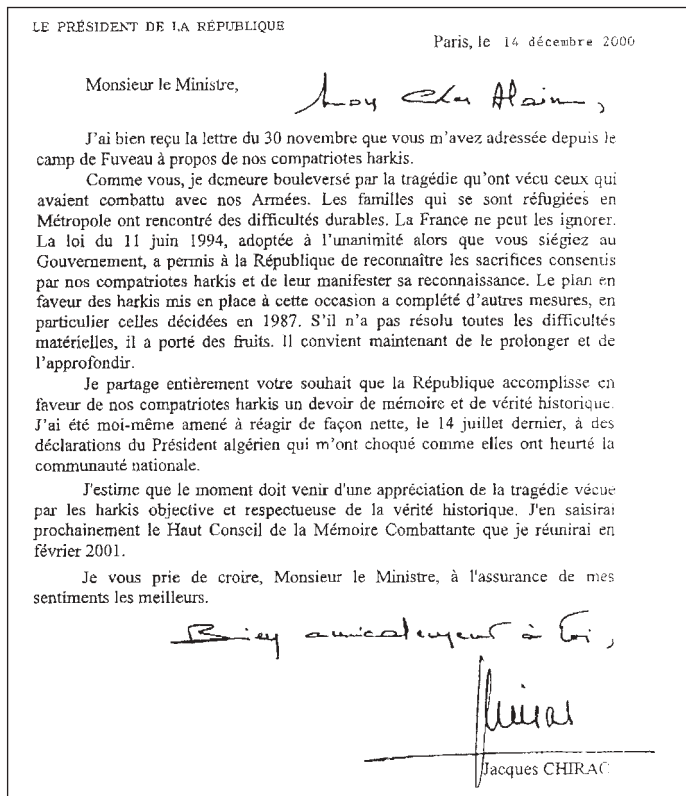 LE PRÉSIDENT DE LA RÉPUBLIQUE
Paris, le 14 décembre 2000
Monsieur le Ministre,
Mon Cher Alain,
J'ai bien reçu la lettre du 30 novembre que vous m'avez adressée depuis le
camp de Fuveau à propos de nos compatriotes harkis.
Comme vous, je demeure bouleversé par la tragédie qu'ont vécu ceux qui
avaient combattu avec nos Armées. Les familles qui se sont réfugiées en
Métropole ont rencontré des difficultés durables. La France ne peut les ignorer.
La loi du 11 juin 1994, adoptée à l'unanimité alors que vous siégiez au
Gouvernement, a permis à la République de reconnaître les sacrifices consentis
par nos compatriotes harkis et de leur manifester sa reconnaissance. Le plan en
faveur des harkis mis en place à cette occasion a complété d'autres mesures, en
particulier celles décidées en 1987. S'il n'a pas résolu toutes les difficultés
matérielles, il a porté des fruits. Il convient maintenant de le prolonger et de
l'approfondir.
Je partage entièrement votre souhait que la République accomplisse en
faveur de nos compatriotes harkis un devoir de mémoire et de vérité historique.
J'ai été moi-même amené à réagir de façon nette, le 14 juillet dernier, à des
déclarations du Président algérien qui m'ont choqué comme elles ont heurté la
communauté nationale.
J'estime que le moment doit venir d'une appréciation de la tragédie vécue
par les harkis objective et respectueuse de la vérité historique. J'en saisirai
prochainement le Haut Conseil de la Mémoire Combattante que je réunirai en
février 2001.
Je vous prie de croire, Monsieur le Ministre, à l'assurance de mes
sentiments les meilleurs.
Bien amicalement à toi,
Chirac
Jacques CHIRAC